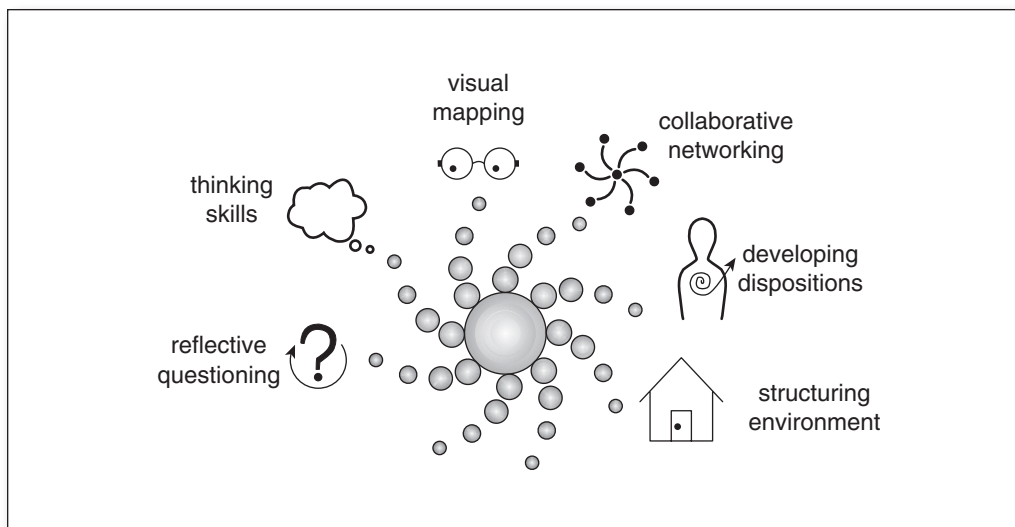 visual
mapping
collaborative
networking
thinking
skills
developing
dispositions
reflective
questioning
structuring
environment